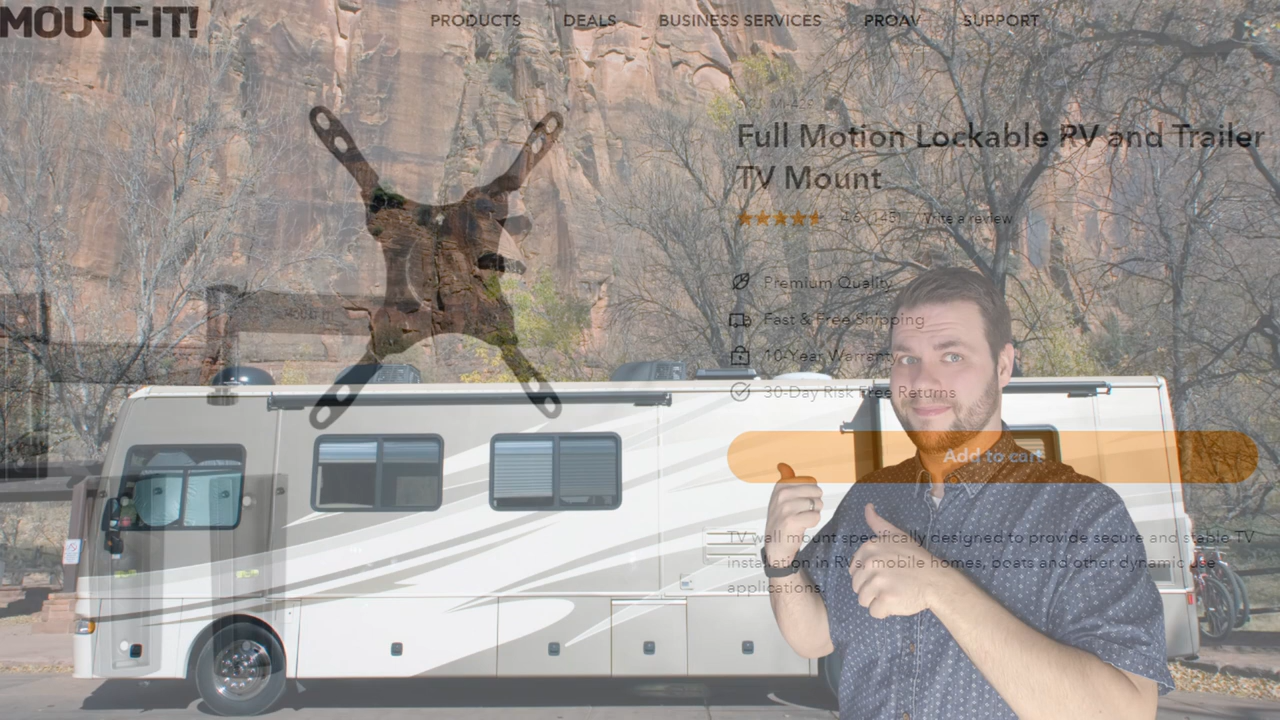 MOUNT-IT!
PRODUCTS DEALS BUSINESS SERVICES PROAV SUPPORT
MI-429
Full Motion Lockable RV and Trailer
TV Mount
4.6 (145) Write a review
Premium Quality
Fast & Free Shipping
10-Year Warranty
30-Day Risk Free Returns
Add to cart
TV wall mount specifically designed to provide secure and stable TV
installation in RVs, mobile homes, boats and other dynamic use
applications.